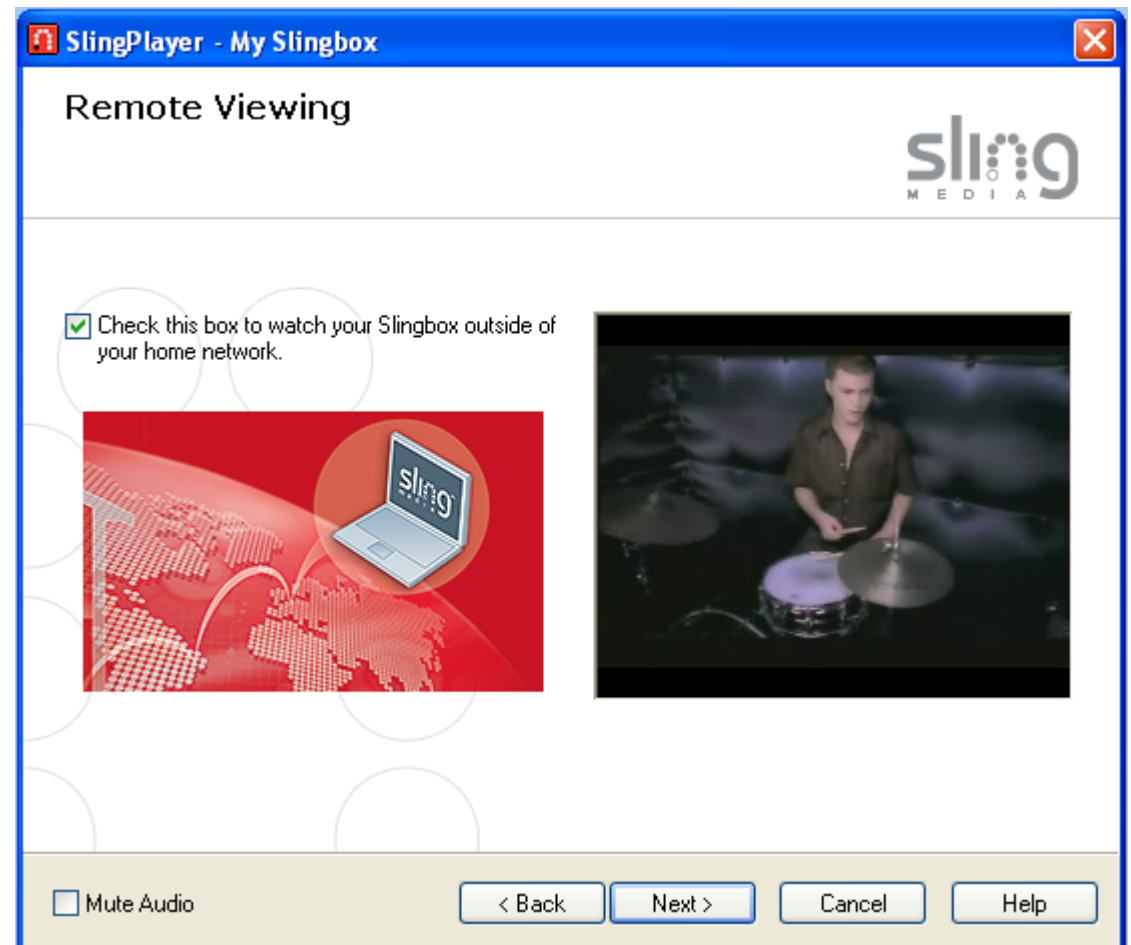 SlingPlayer - My Slingbox
Remote Viewing
sling
MEDIA
Check this box to watch your Slingbox outside of
your home network.
sling
MEDIA
Mute Audio
< Back
Next >
Cancel
Help